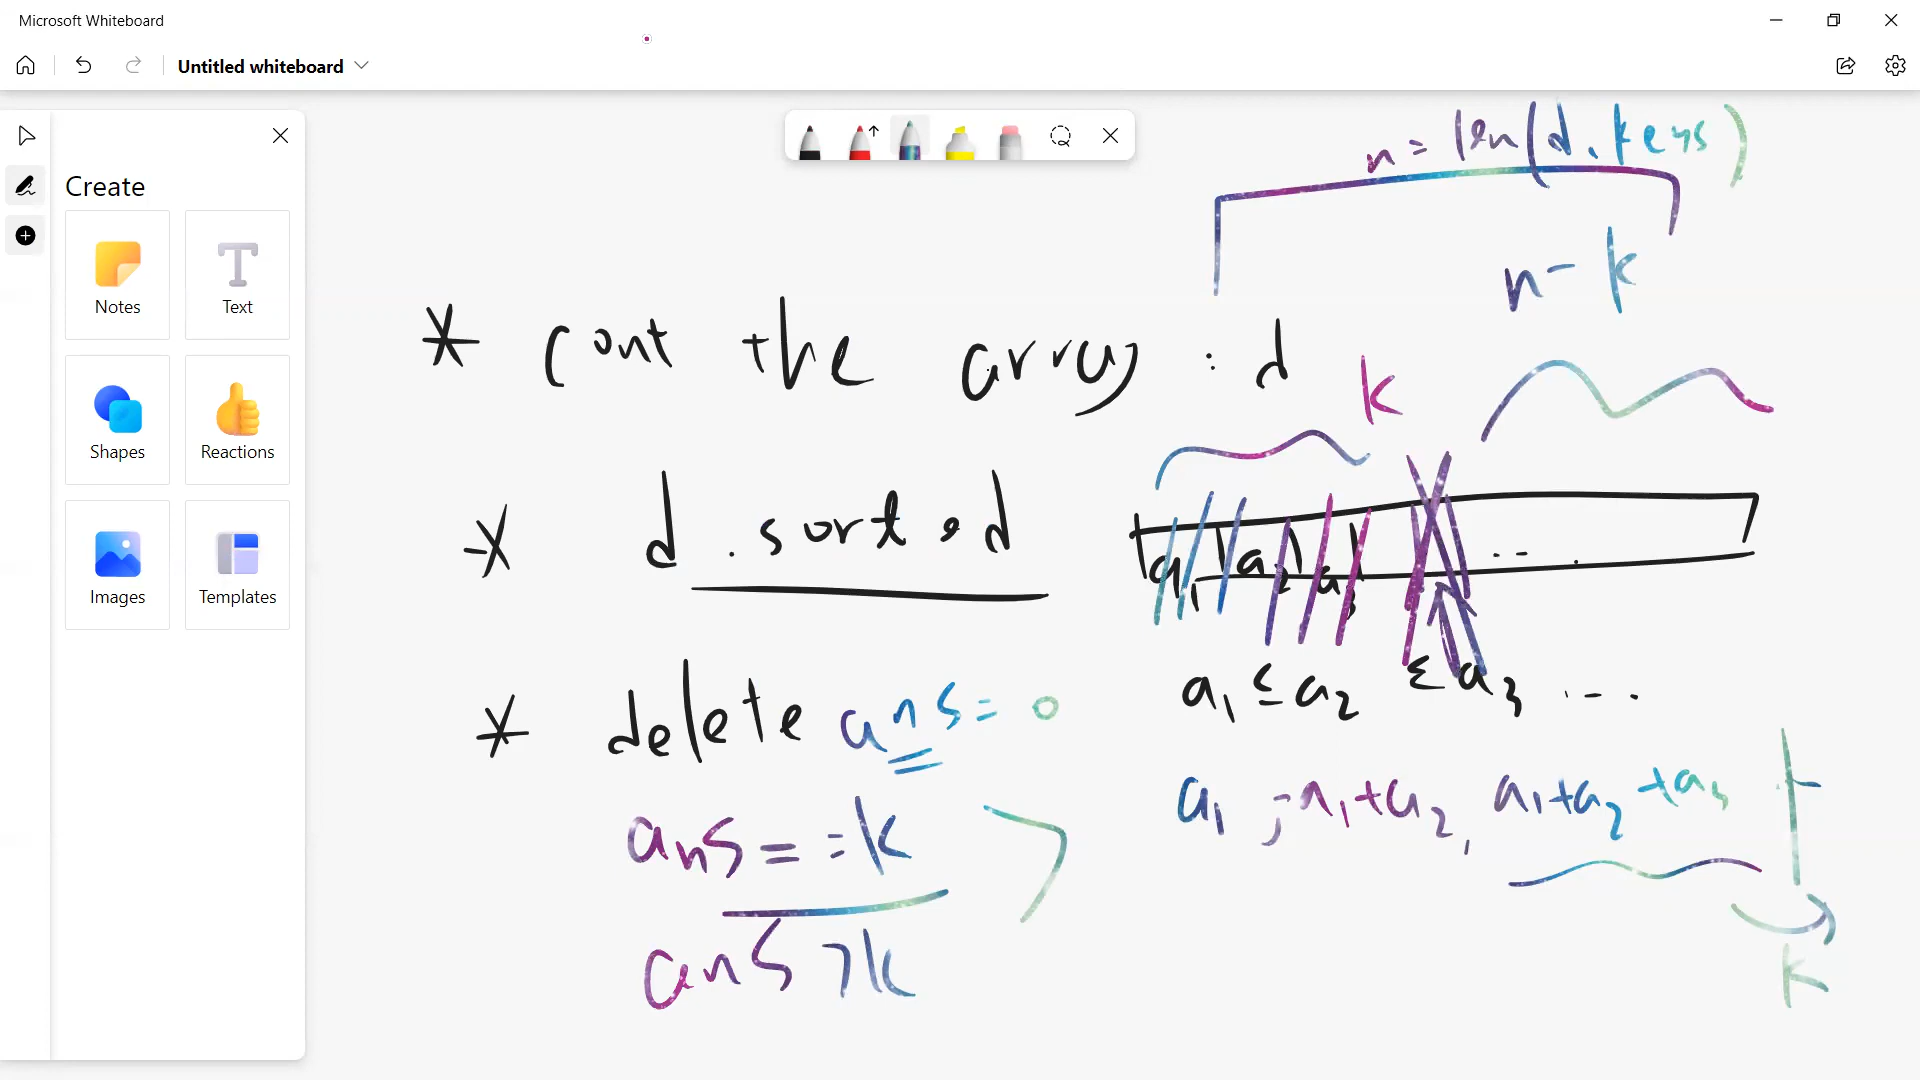 Microsoft Whiteboard
Untitled whiteboard
Create
Notes
Text
Shapes
Reactions
Images
Templates
n = len(d.keys)
n - k
* cont the array : d
k
* d . sorted
a1 a2 a3 ... .
a1 ≤ a2 ≤ a3 ...
* delete ans = 0
a1 , a1+a2, a1+a2+a3 +
ans = = k
ans > k
k